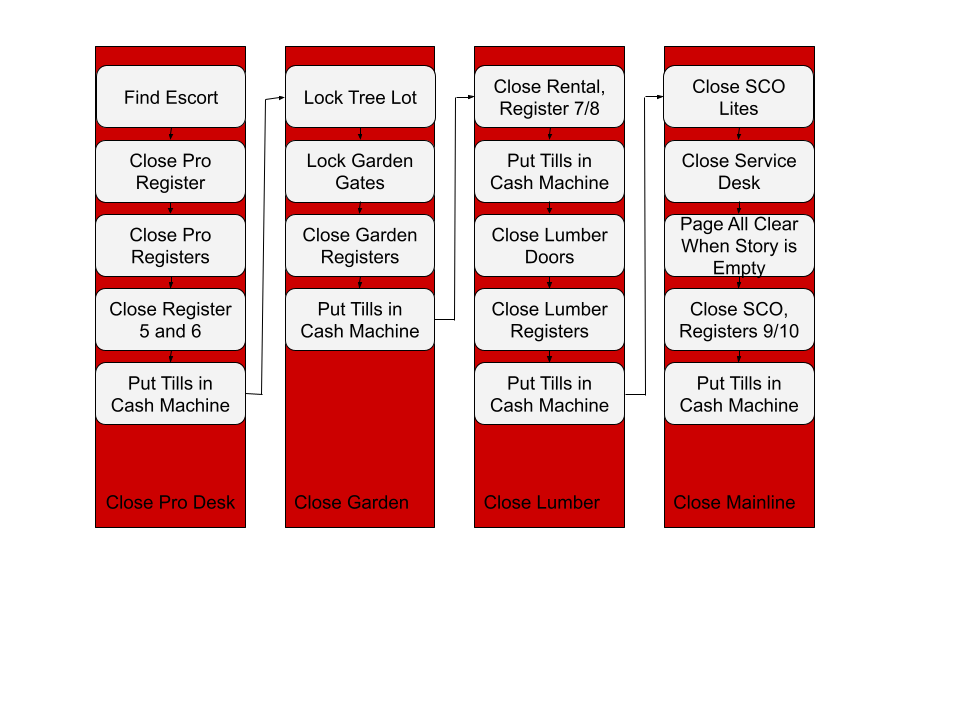 Find Escort
Close Pro
Register
Close Pro
Registers
Close Register
5 and 6
Put Tills in
Cash Machine
Close Pro Desk
Lock Tree Lot
Lock Garden
Gates
Close Garden
Registers
Put Tills in
Cash Machine
Close Garden
Close Rental,
Register 7/8
Put Tills in
Cash Machine
Close Lumber
Doors
Close Lumber
Registers
Put Tills in
Cash Machine
Close Lumber
Close SCO
Lites
Close Service
Desk
Page All Clear
When Story is
Empty
Close SCO,
Registers 9/10
Put Tills in
Cash Machine
Close Mainline